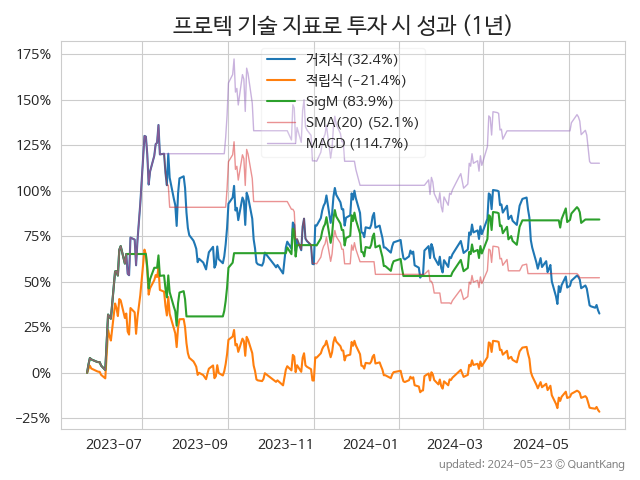 프로텍 기술 지표로 투자 시 성과 (1년)
175%
150%
125%
100%
75%
50%
25%
0%
−25%
거치식 (32.4%)
적립식 (−21.4%)
SigM (83.9%)
SMA(20) (52.1%)
MACD (114.7%)
2023-07
2023-09
2023-11
2024-01
2024-03
2024-05
updated: 2024-05-23 ⓒ QuantKang